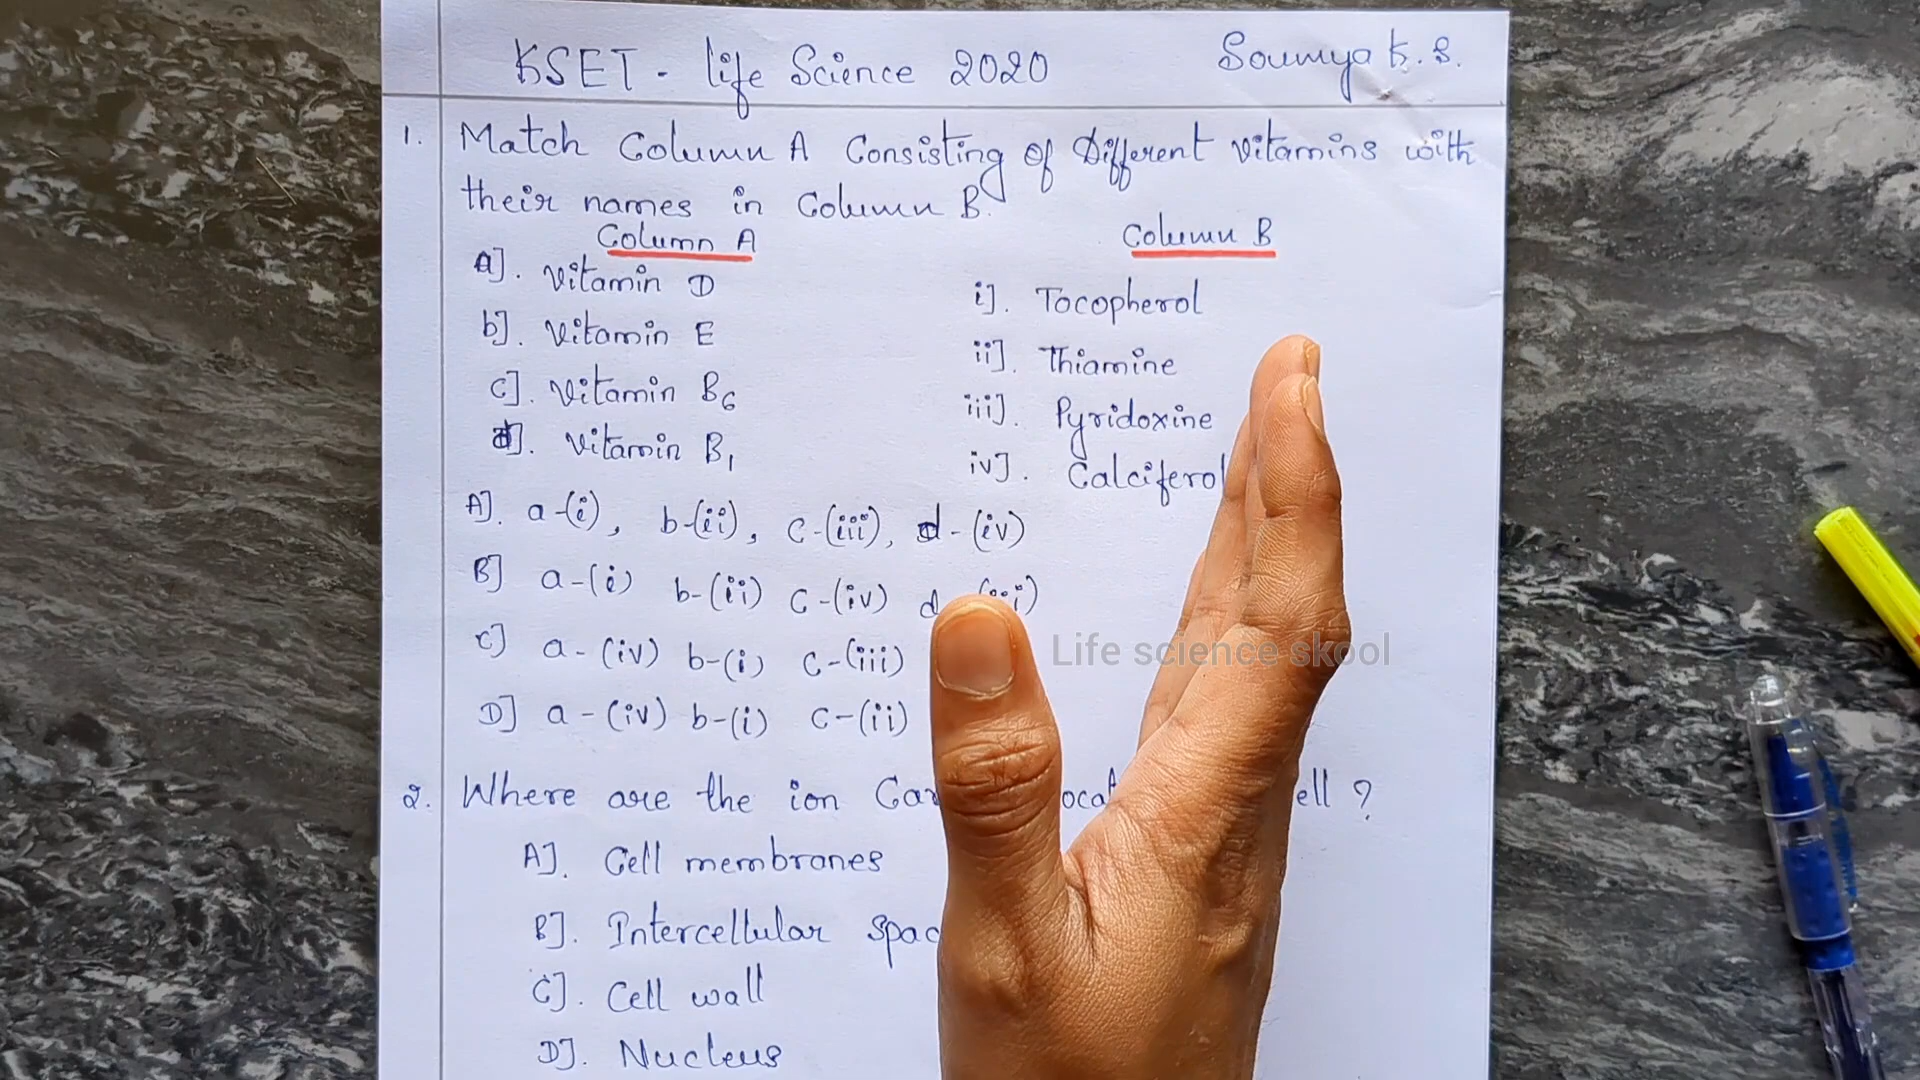 KSET - life Science 2020
Soumya K. S.
1. Match Column A Consisting of Different vitamins with
their names in Column B.
Column A
Column B
a]. Vitamin D
i]. Tocopherol
b]. Vitamin E
ii]. Thiamine
c]. Vitamin B6
iii]. Pyridoxine
d]. Vitamin B1
iv]. Calciferol
A]. a-(i), b-(ii), c-(iii), d-(iv)
B] a-(i) b-(ii) c-(iv) d
c] a-(iv) b-(i) c-(iii)
Life science skool
D] a-(iv) b-(i) c-(ii)
2. Where are the ion ?
A]. Cell membranes
B]. Intercellular
C]. Cell wall
D]. Nucleus